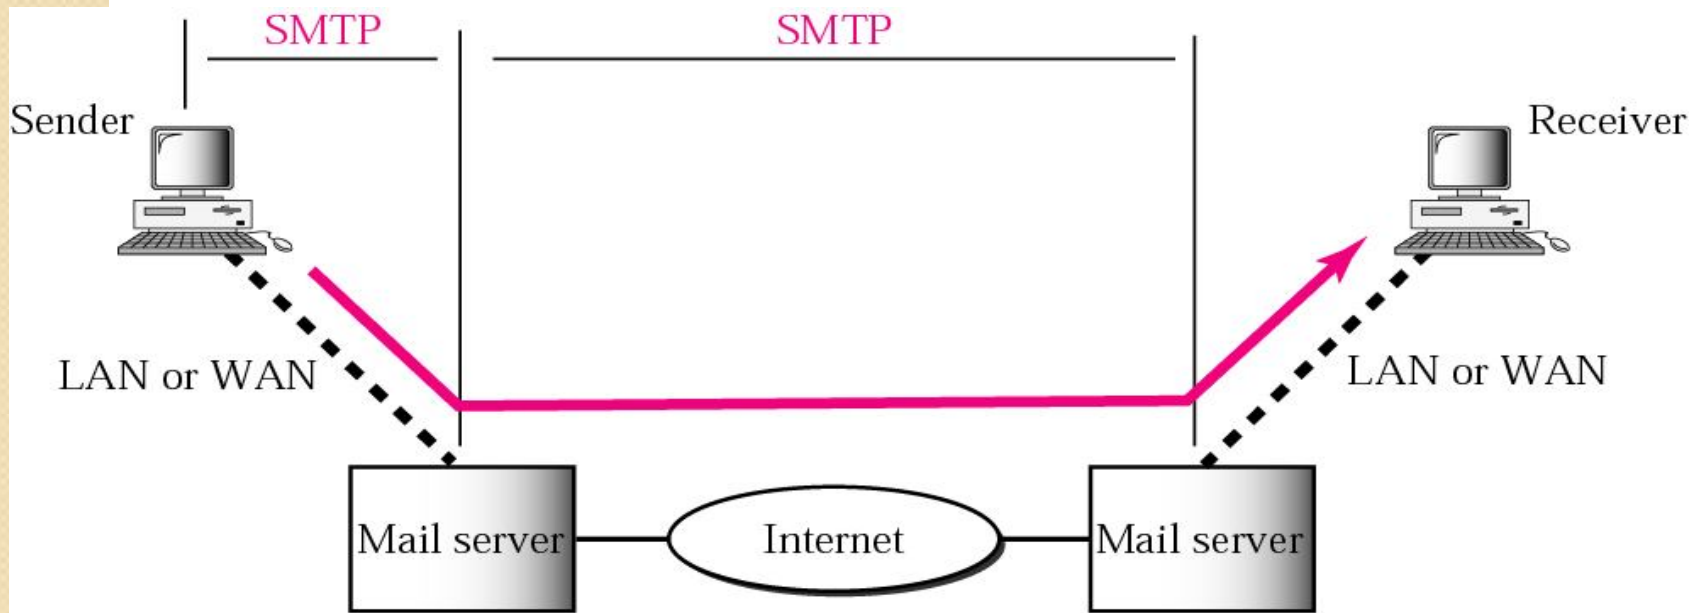 SMTP
SMTP
Sender
Receiver
LAN or WAN
LAN or WAN
Mail server
Internet
Mail server